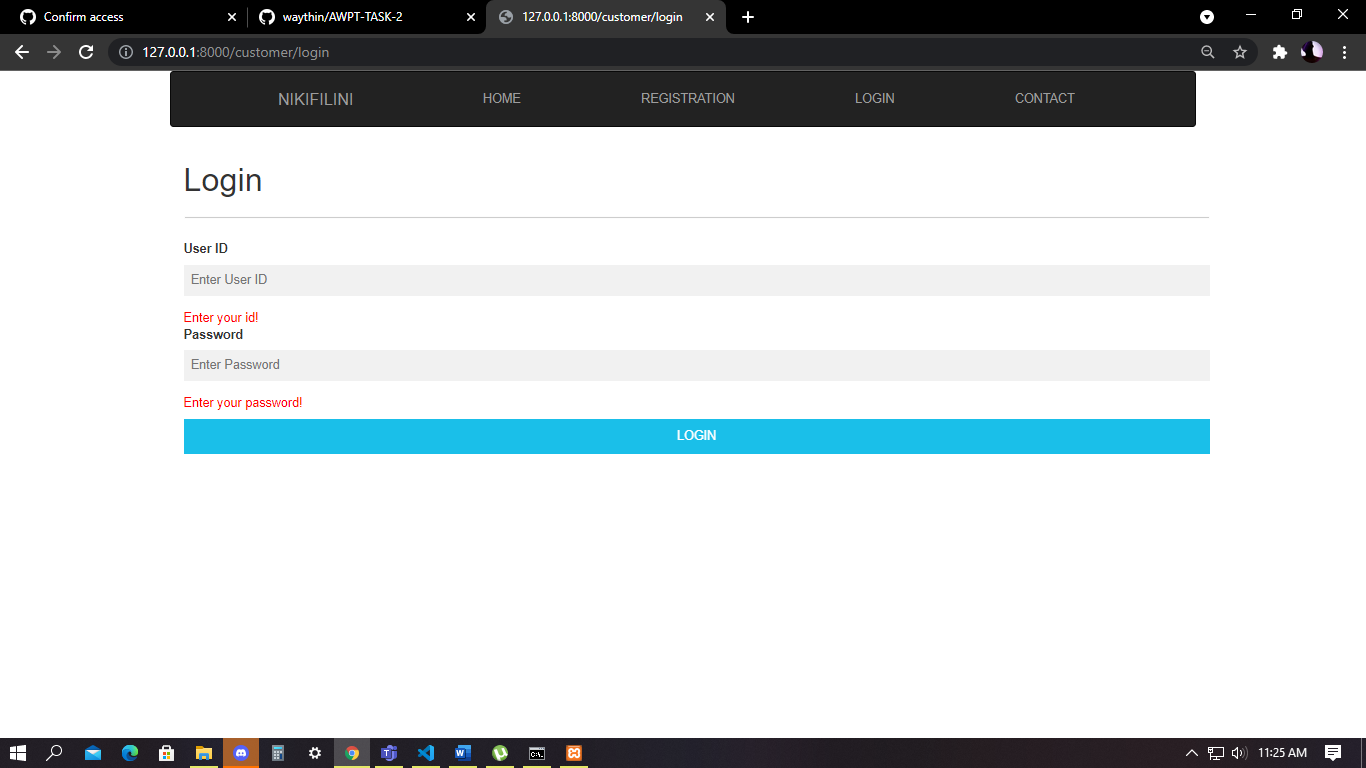 Confirm access
waythin/AWPT-TASK-2
127.0.0.1:8000/customer/login
127.0.0.1:8000/customer/login
NIKIFILINI HOME REGISTRATION LOGIN CONTACT
Login
User ID
Enter User ID
Enter your id!
Password
Enter Password
Enter your password!
LOGIN
11:25 AM